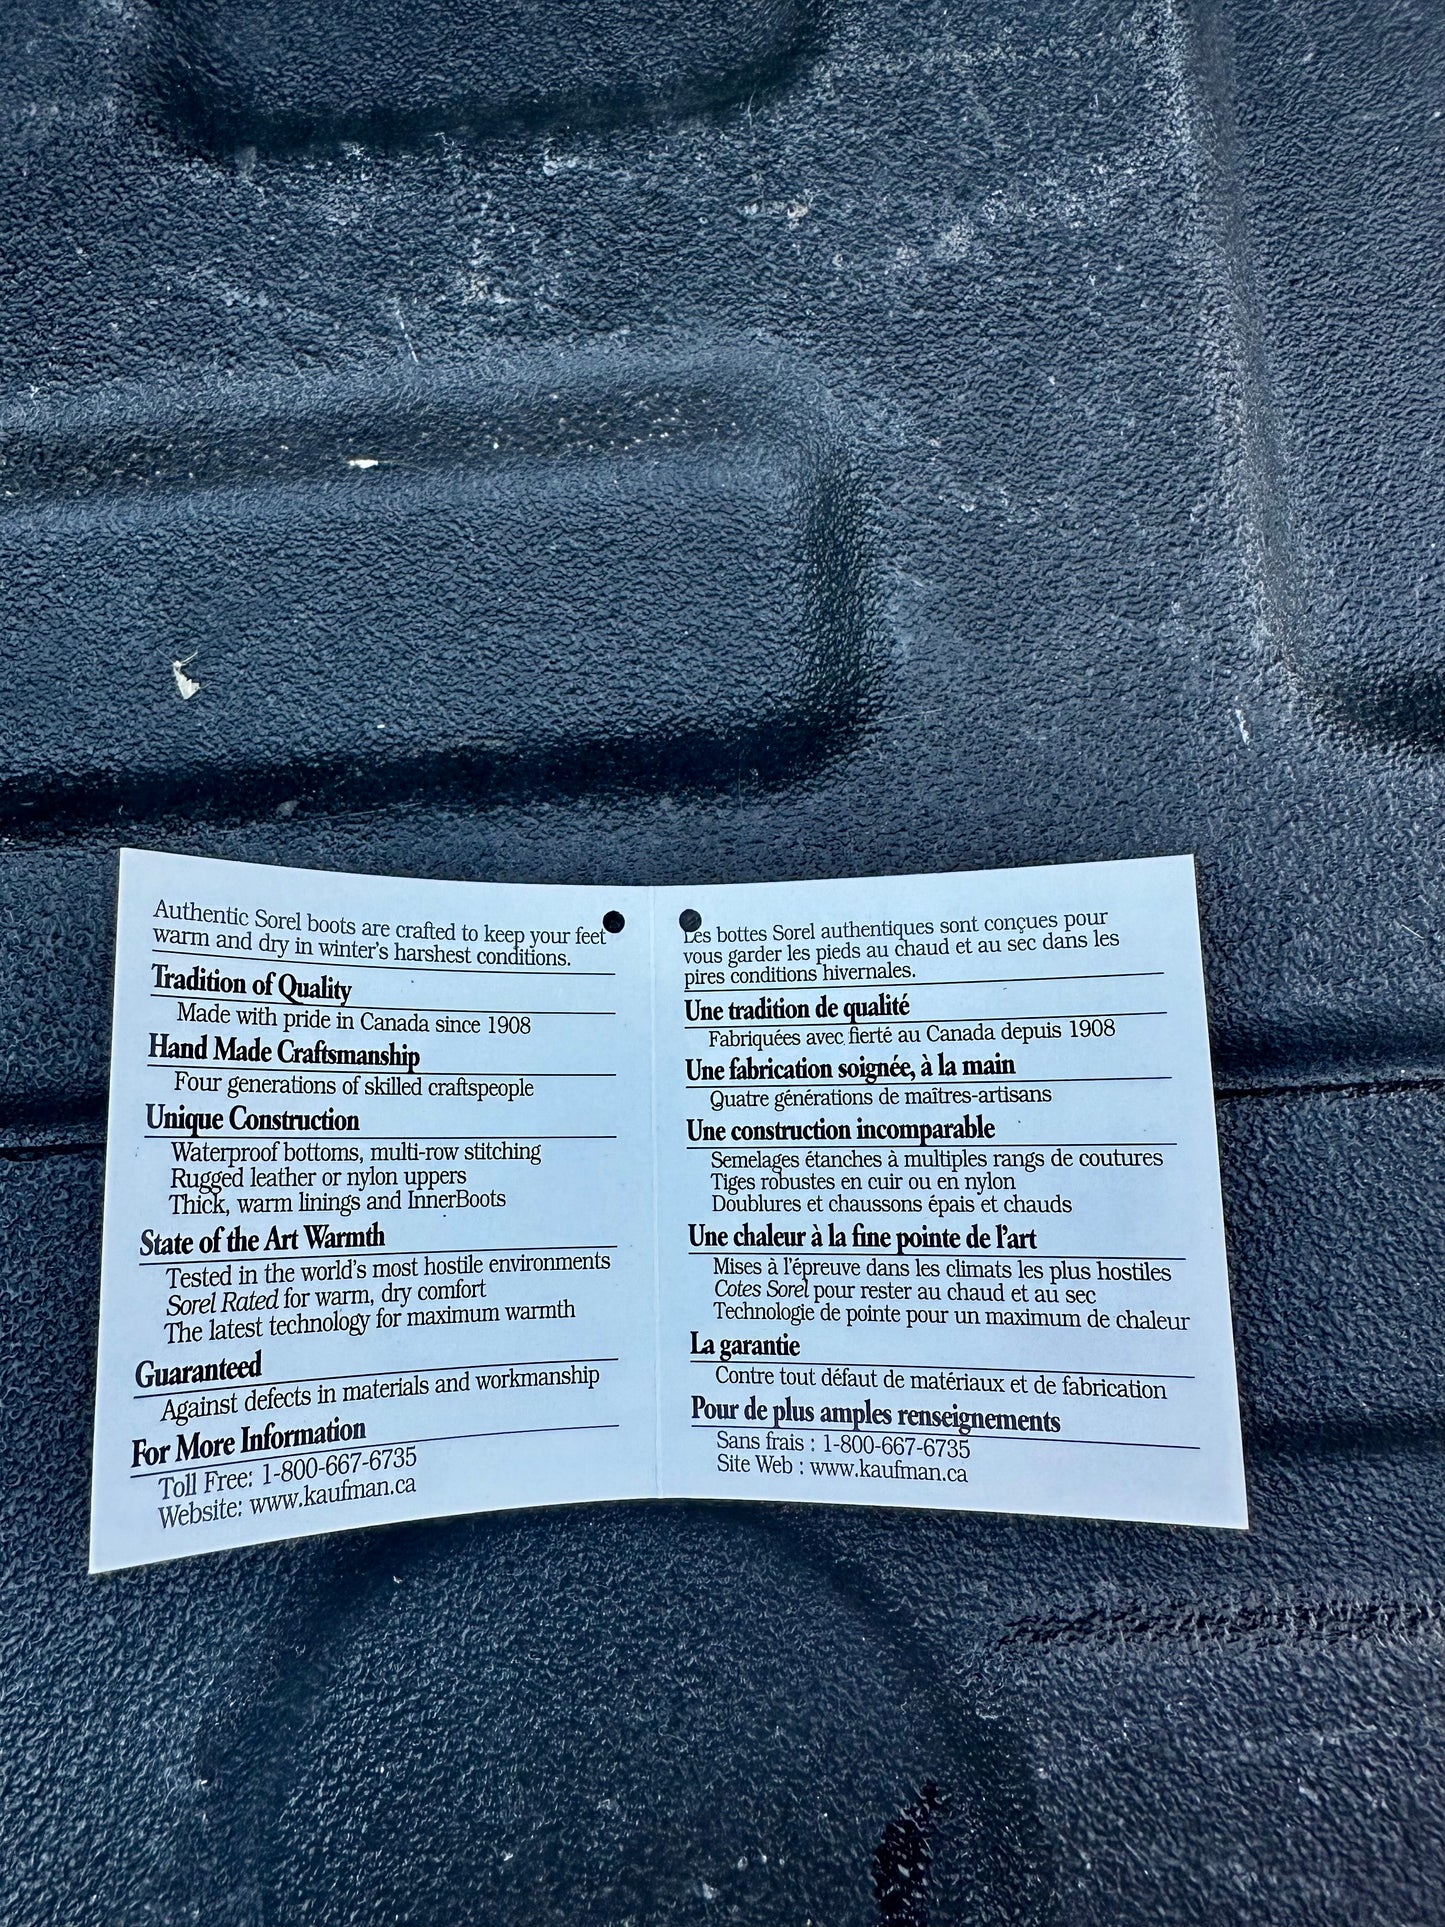 Authentic Sorel boots are crafted to keep your feet
warm and dry in winter's harshest conditions.
Tradition of Quality
Made with pride in Canada since 1908
Hand Made Craftsmanship
Four generations of skilled craftspeople
Unique Construction
Waterproof bottoms, multi-row stitching
Rugged leather or nylon uppers
Thick, warm linings and InnerBoots
State of the Art Warmth
Tested in the world's most hostile environments
Sorel Rated for warm, dry comfort
The latest technology for maximum warmth
Guaranteed
Against defects in materials and workmanship
For More Information
Toll Free: 1-800-667-6735
Website: www.kaufman.ca
Les bottes Sorel authentiques sont conçues pour
vous garder les pieds au chaud et au sec dans les
pires conditions hivernales.
Une tradition de qualité
Fabriquées avec fierté au Canada depuis 1908
Une fabrication soignée, à la main
Quatre générations de maîtres-artisans
Une construction incomparable
Semelages étanches à multiples rangs de coutures
Tiges robustes en cuir ou en nylon
Doublures et chaussons épais et chauds
Une chaleur à la fine pointe de l'art
Mises à l'épreuve dans les climats les plus hostiles
Cotes Sorel pour rester au chaud et au sec
Technologie de pointe pour un maximum de chaleur
La garantie
Contre tout défaut de matériaux et de fabrication
Pour de plus amples renseignements
Sans frais : 1-800-667-6735
Site Web : www.kaufman.ca